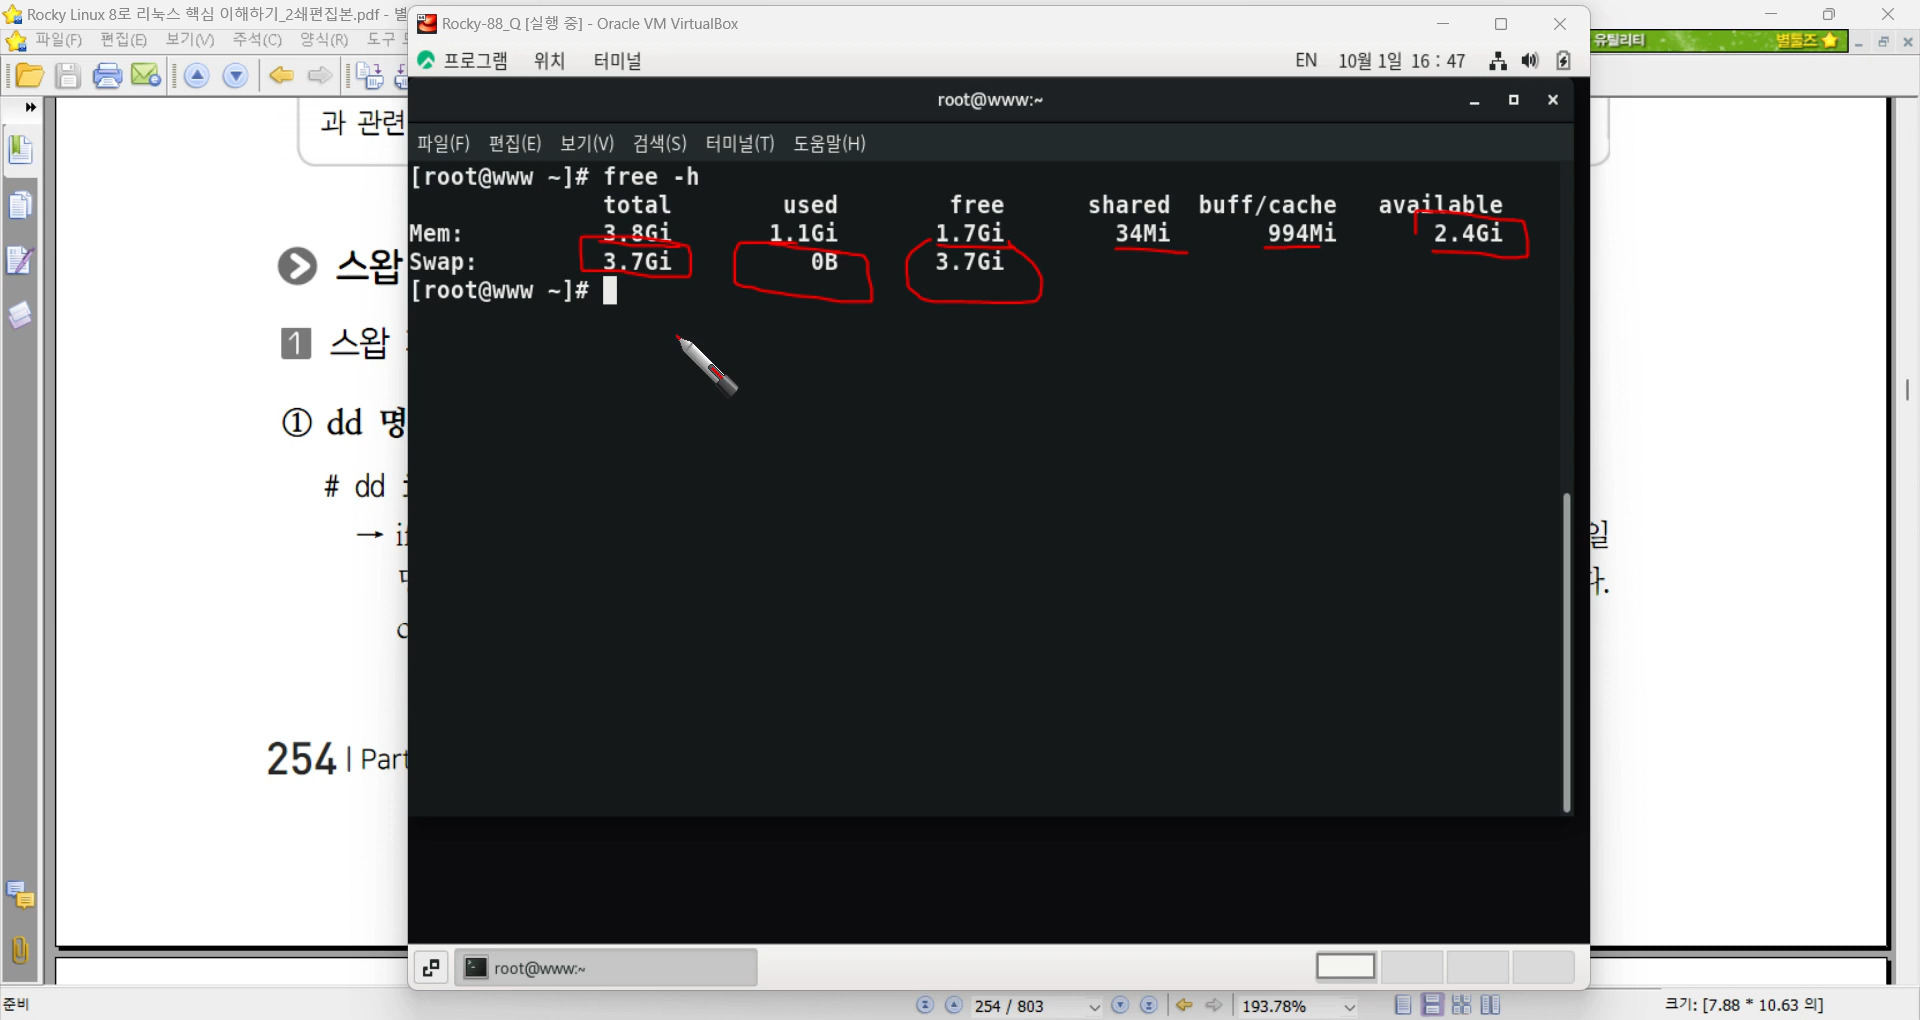 Rocky Linux 8로 리눅스 핵심 이해하기_2쇄편집본.pdf - 별
파일(F) 편집(E) 보기(V) 주석(C) 양식(R) 도구
유틸리티 별툴즈
과 관련
스왑
1 스왑
① dd 명
# dd i
→ if
일
다.
254 | Part
준비
254 / 803
193.78%
크기: [7.88 * 10.63 의]
Rocky-88_Q [실행 중] - Oracle VM VirtualBox
프로그램 위치 터미널 EN 10월 1일 16 : 47
root@www:~
파일(F) 편집(E) 보기(V) 검색(S) 터미널(T) 도움말(H)
[root@www ~]# free -h
total used free shared buff/cache available
Mem: 3.8Gi 1.1Gi 1.7Gi 34Mi 994Mi 2.4Gi
Swap: 3.7Gi 0B 3.7Gi
[root@www ~]#
root@www:~